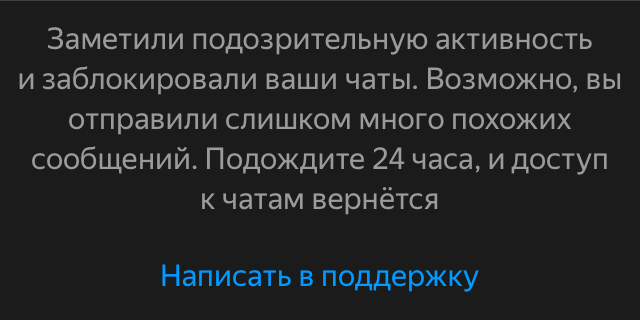 Заметили подозрительную активность
и заблокировали ваши чаты. Возможно, вы
отправили слишком много похожих
сообщений. Подождите 24 часа, и доступ
к чатам вернётся
Написать в поддержку